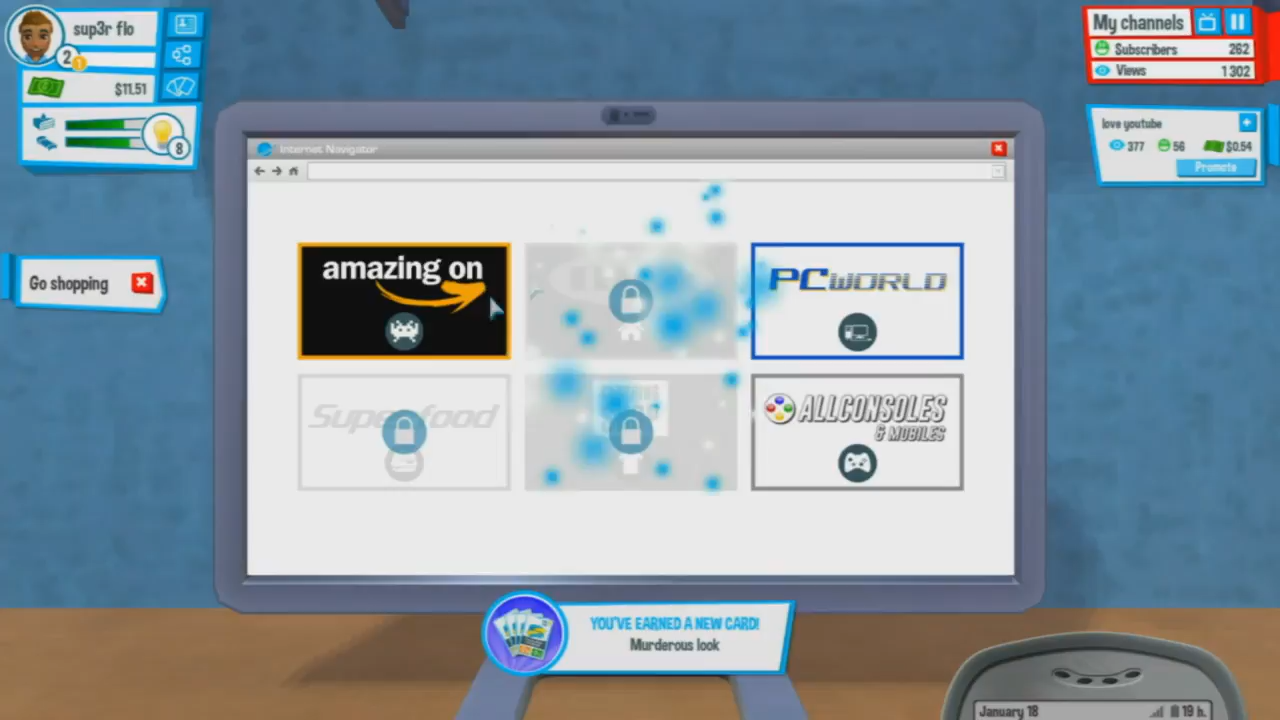 sup3r flo
2
1
$11.51
8
Go shopping
My channels
Subscribers 262
Views 1 302
love youtube
377 56 $0.54
Promote
Internet Navigator
amazing on
PCWORLD
Superfood
ALLCONSOLES
& MOBILES
YOU'VE EARNED A NEW CARD!
Murderous look
January 18 19 h.